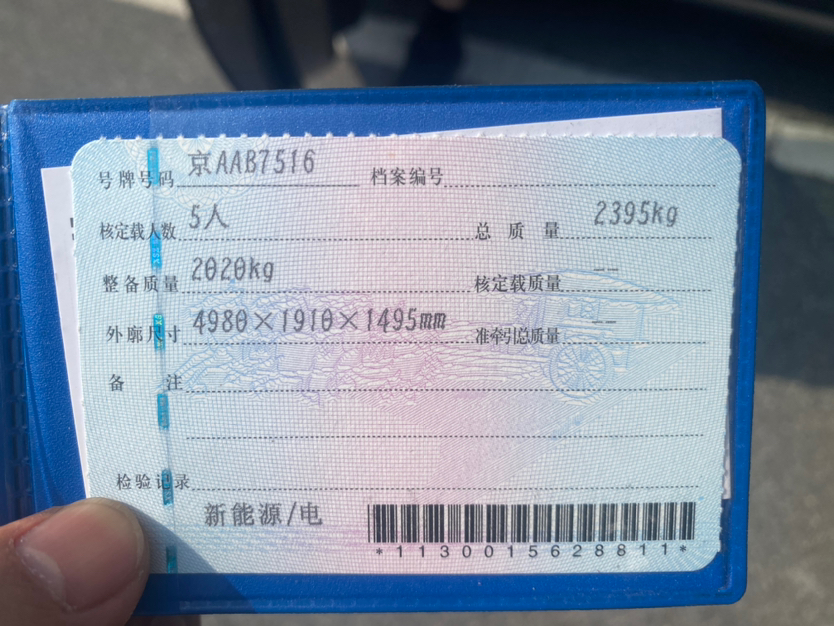 号牌号码 京AAB7516 档案编号
核定载人数 5人 总质量 2395kg
整备质量 2020kg 核定载质量 --
外廓尺寸 4980×1910×1495mm 准牵引总质量 --
备注
检验记录
新能源/电
*1130015628811*